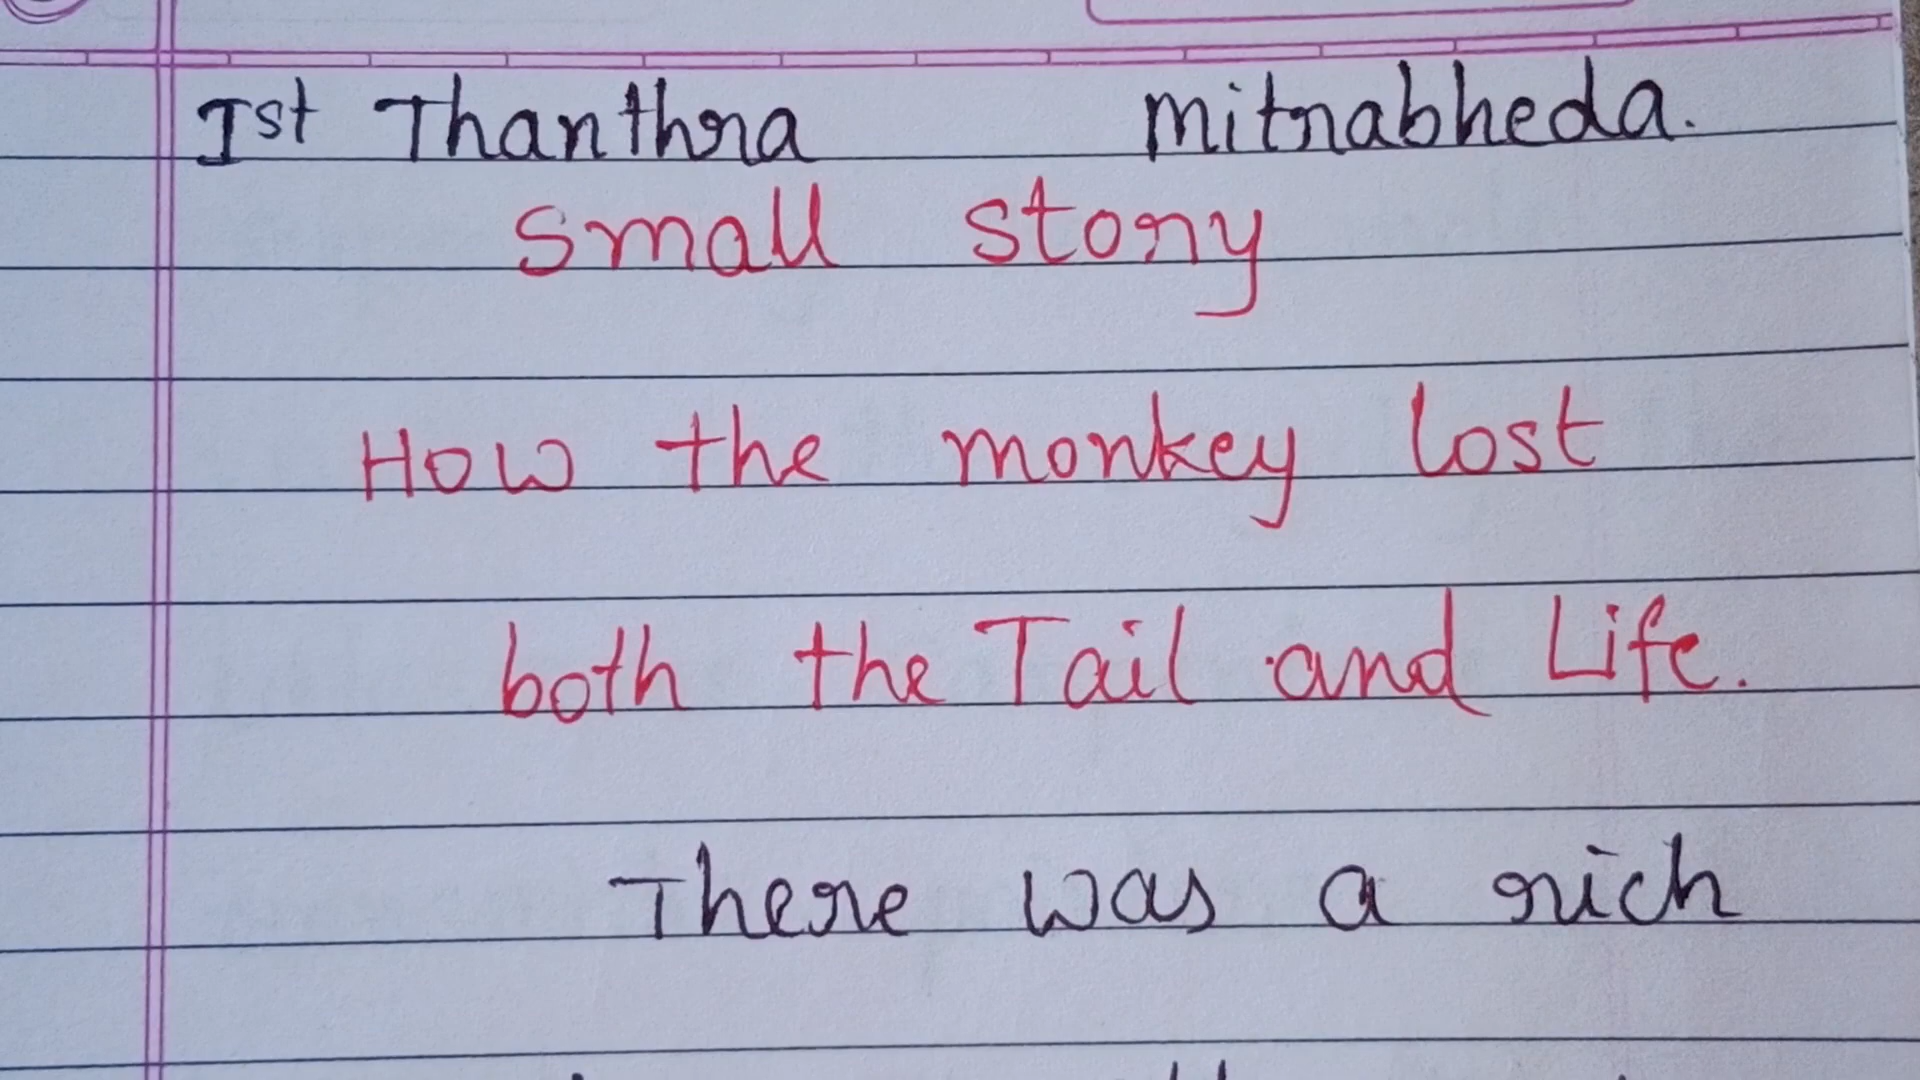 Ist Thanthra mitrabheda.
small story
How the monkey lost
both the Tail and Life.
There was a rich